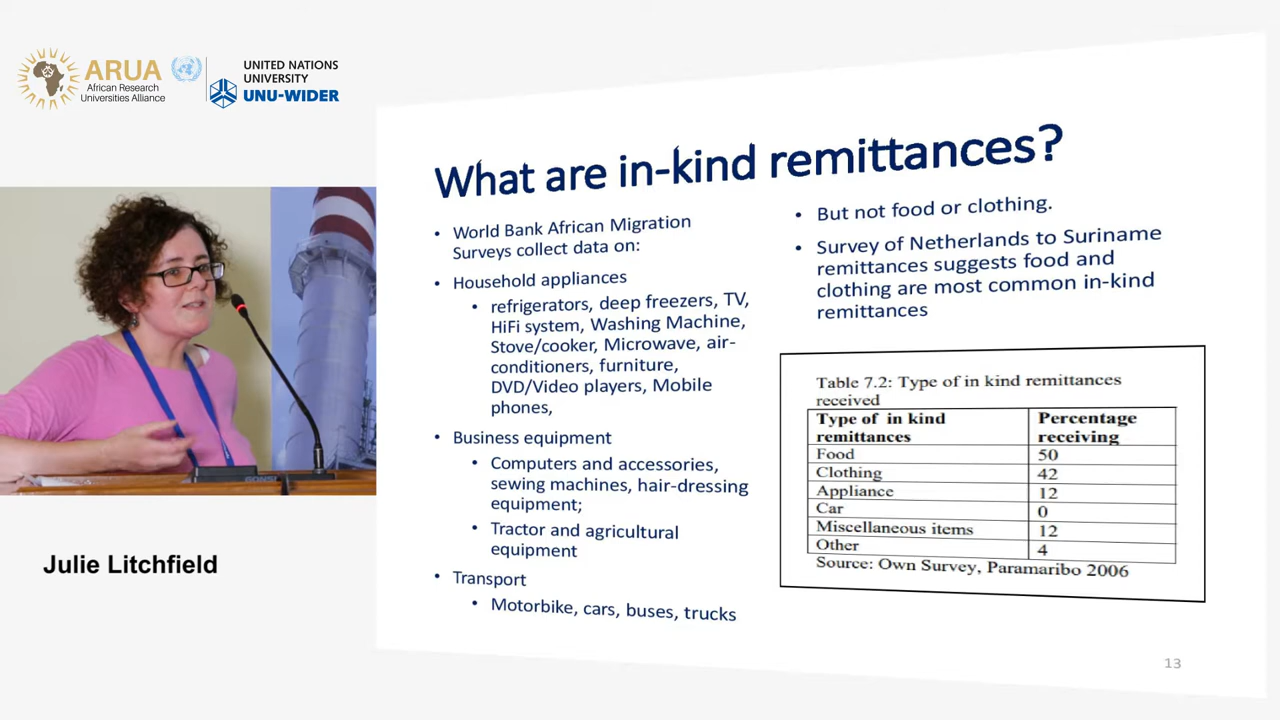 ARUA
African Research
Universities Alliance
UNITED NATIONS
UNIVERSITY
UNU-WIDER
What are in-kind remittances?
• World Bank African Migration
Surveys collect data on:
• Household appliances
• refrigerators, deep freezers, TV,
HiFi system, Washing Machine,
Stove/cooker, Microwave, air-
conditioners, furniture,
DVD/Video players, Mobile
phones,
• Business equipment
• Computers and accessories,
sewing machines, hair-dressing
equipment;
• Tractor and agricultural
equipment
• Transport
• Motorbike, cars, buses, trucks
• But not food or clothing.
• Survey of Netherlands to Suriname
remittances suggests food and
clothing are most common in-kind
remittances
Table 7.2: Type of in kind remittances
received
Type of in kind remittances Percentage receiving
Food 50
Clothing 42
Appliance 12
Car 0
Miscellaneous items 12
Other 4
Source: Own Survey, Paramaribo 2006
GONSIN
Julie Litchfield
13